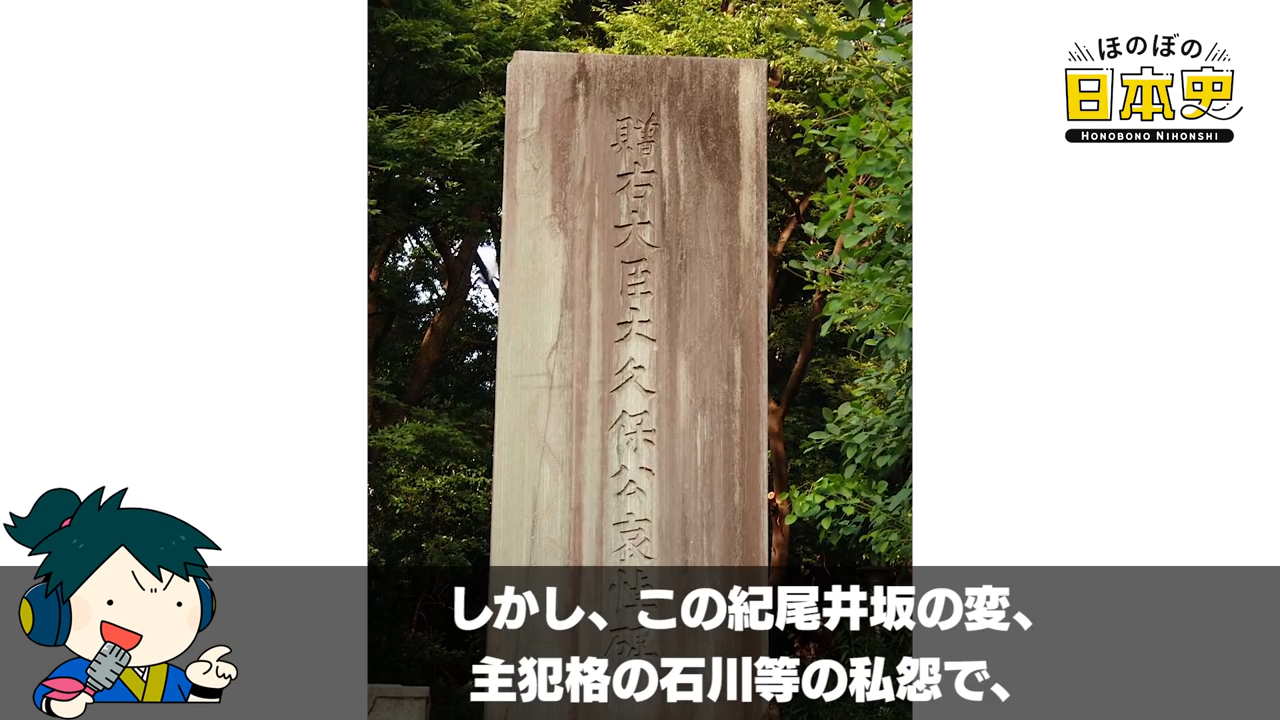 ほのぼの
日本史
HONOBONO NIHONSHI
贈右大臣大久保公哀悼碑
しかし、この紀尾井坂の変、
主犯格の石川等の私怨で、